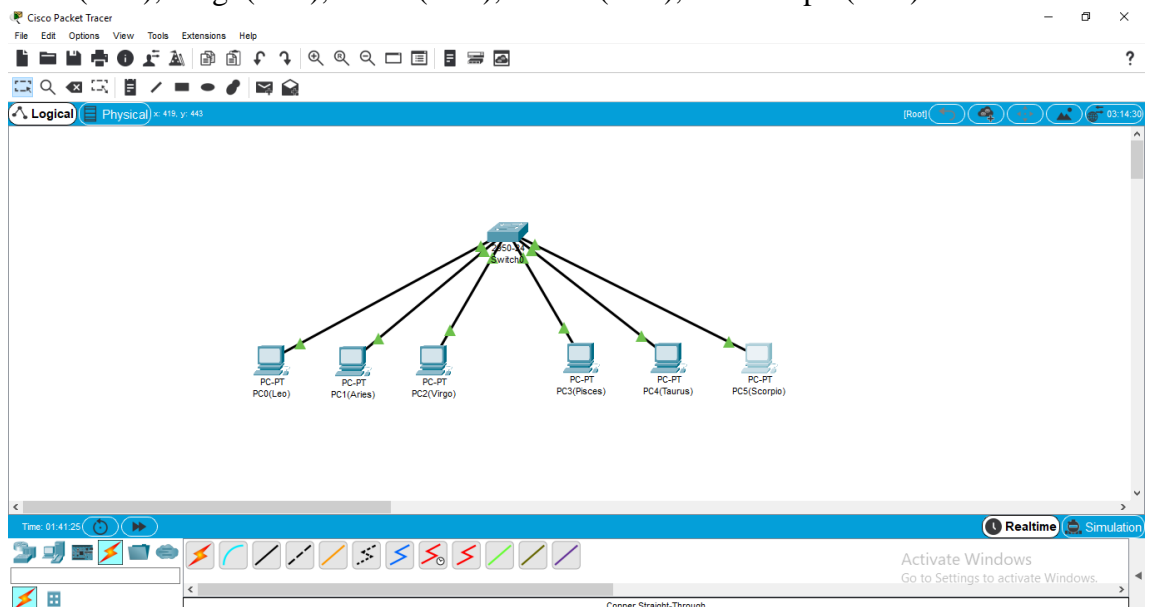 Cisco Packet Tracer
File Edit Options View Tools Extensions Help
?
Logical Physical x: 419, y: 443 [Root] 03:14:30
2950-24
Switch0
PC-PT
PC0(Leo)
PC-PT
PC1(Aries)
PC-PT
PC2(Virgo)
PC-PT
PC3(Pisces)
PC-PT
PC4(Taurus)
PC-PT
PC5(Scorpio)
Time: 01:41:25 Realtime Simulation
Activate Windows
Go to Settings to activate Windows.
Copper Straight-Through